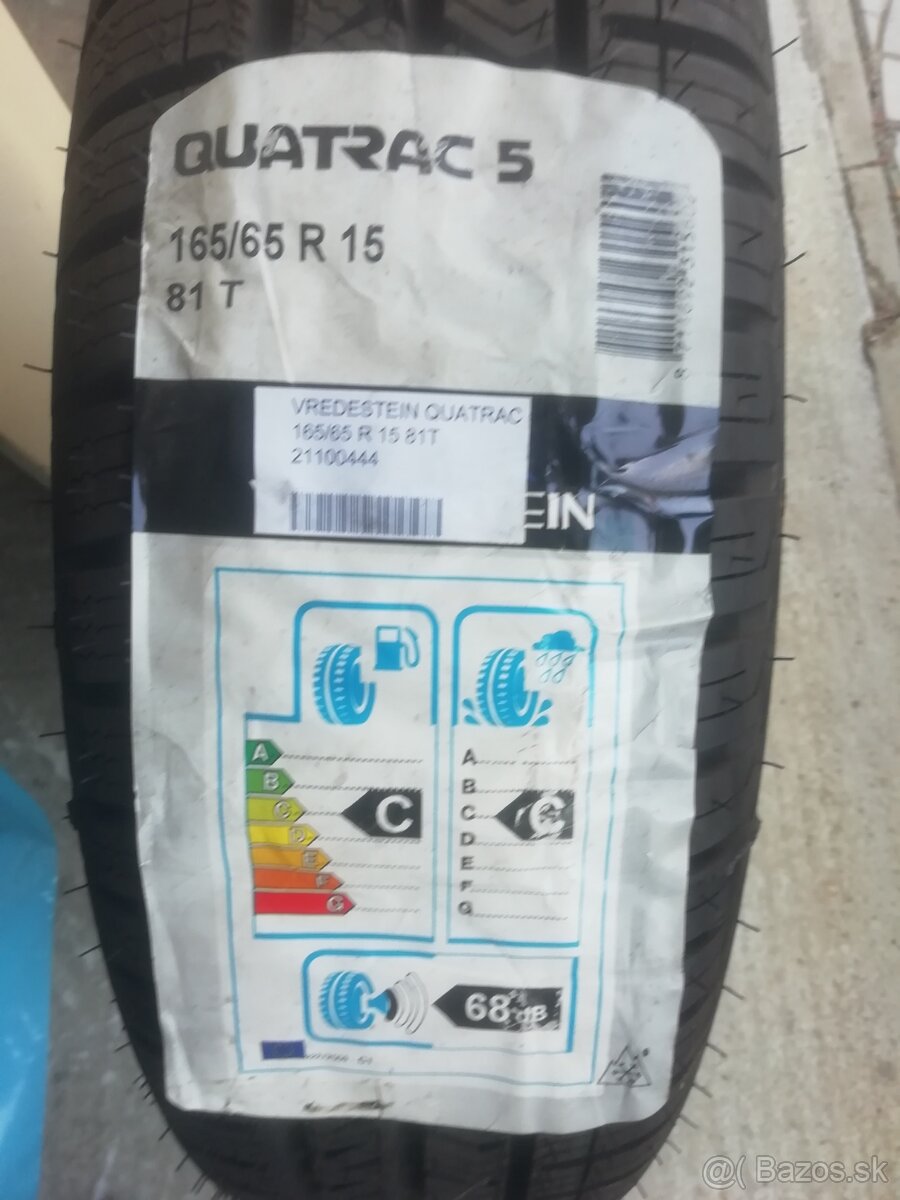 QUATRAC 5
165/65 R 15
81 T
VREDESTEIN QUATRAC
165/65 R 15 81T
21100444
EIN
A
B
C
D
E
F
G
C
A
B
C
D
E
F
G
C
68 dB
@( Bazos.sk